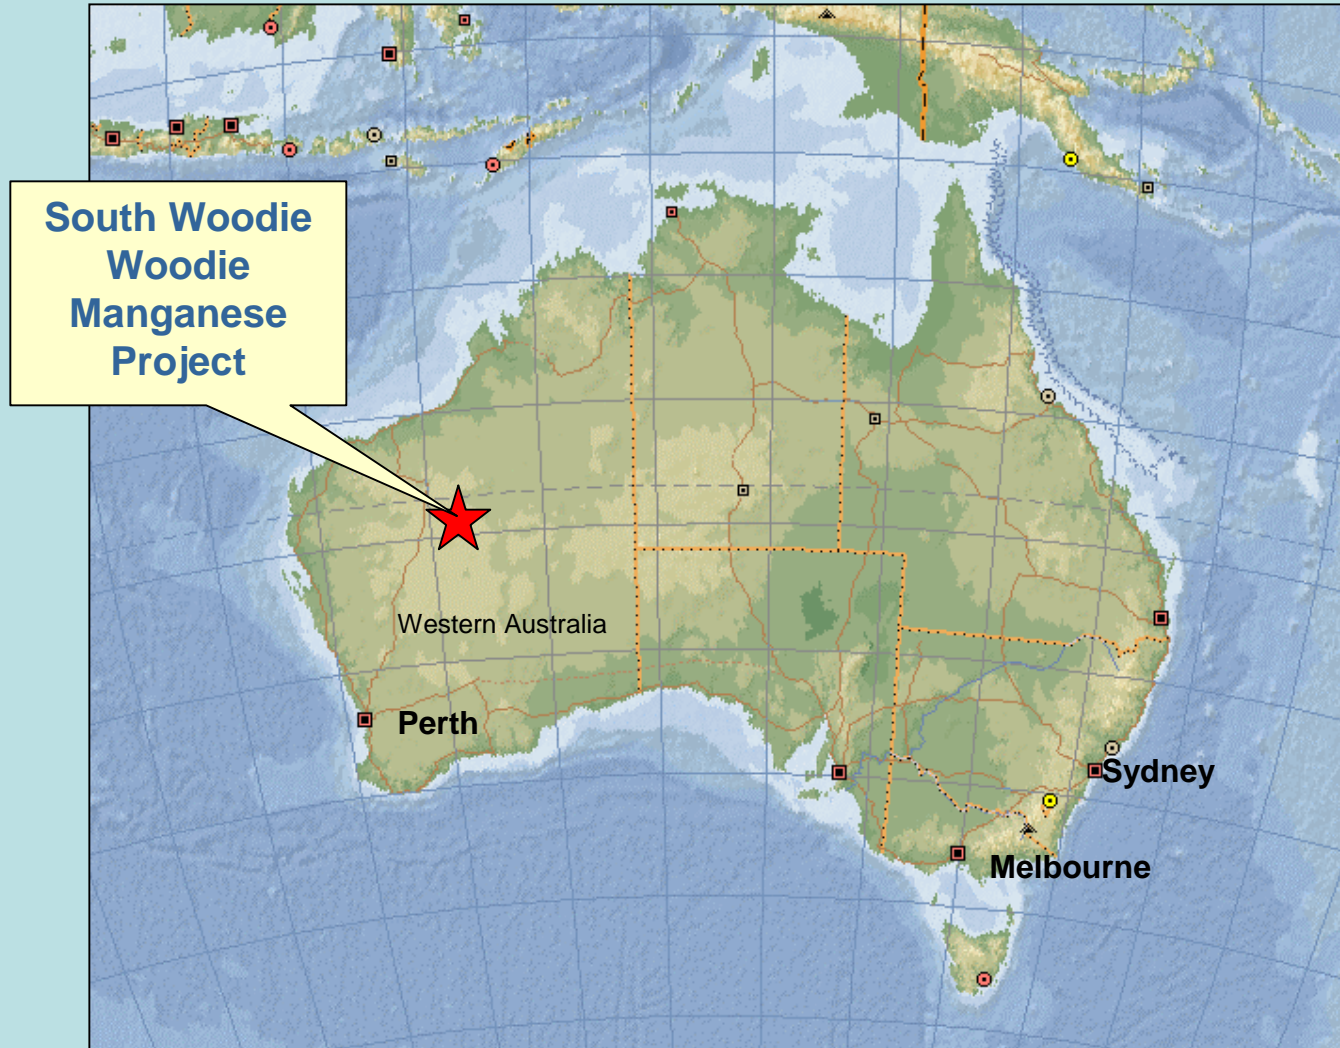 South Woodie
Woodie
Manganese
Project
Western Australia
Perth
Sydney
Melbourne